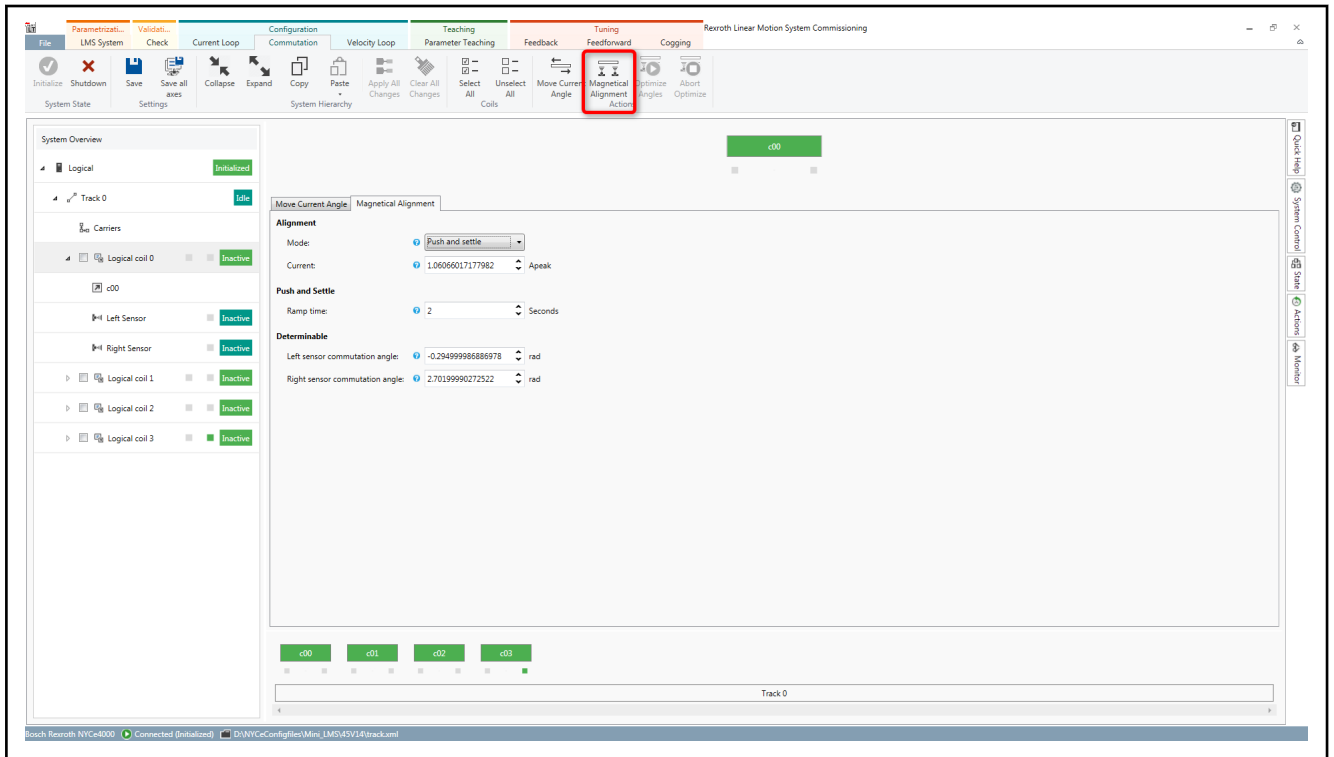 Parametrizati... Validati... Configuration Teaching Tuning Rexroth Linear Motion System Commissioning
File LMS System Check Current Loop Commutation Velocity Loop Parameter Teaching Feedback Feedforward Cogging
Initialize Shutdown Save Save all axes Collapse Expand Copy Paste Apply All Changes Clear All Changes Select All Unselect All Move Current Angle Magnetical Alignment Optimize Angles Abort Optimize
System State Settings System Hierarchy Coils Actions
System Overview
Logical Initialized
Track 0 Idle
Carriers
Logical coil 0 Inactive
c00
Left Sensor Inactive
Right Sensor Inactive
Logical coil 1 Inactive
Logical coil 2 Inactive
Logical coil 3 Inactive
c00
Move Current Angle Magnetical Alignment
Alignment
Mode: Push and settle
Current: 1.06066017177982 Apeak
Push and Settle
Ramp time: 2 Seconds
Determinable
Left sensor commutation angle: -0.294999986886978 rad
Right sensor commutation angle: 2.70199990272522 rad
c00 c01 c02 c03
Track 0
Quick Help
System Control
State
Actions
Monitor
Bosch Rexroth NYCe4000 Connected (Initialized) D:\NYCeConfigfiles\Mini_LMS\45V14\track.xml